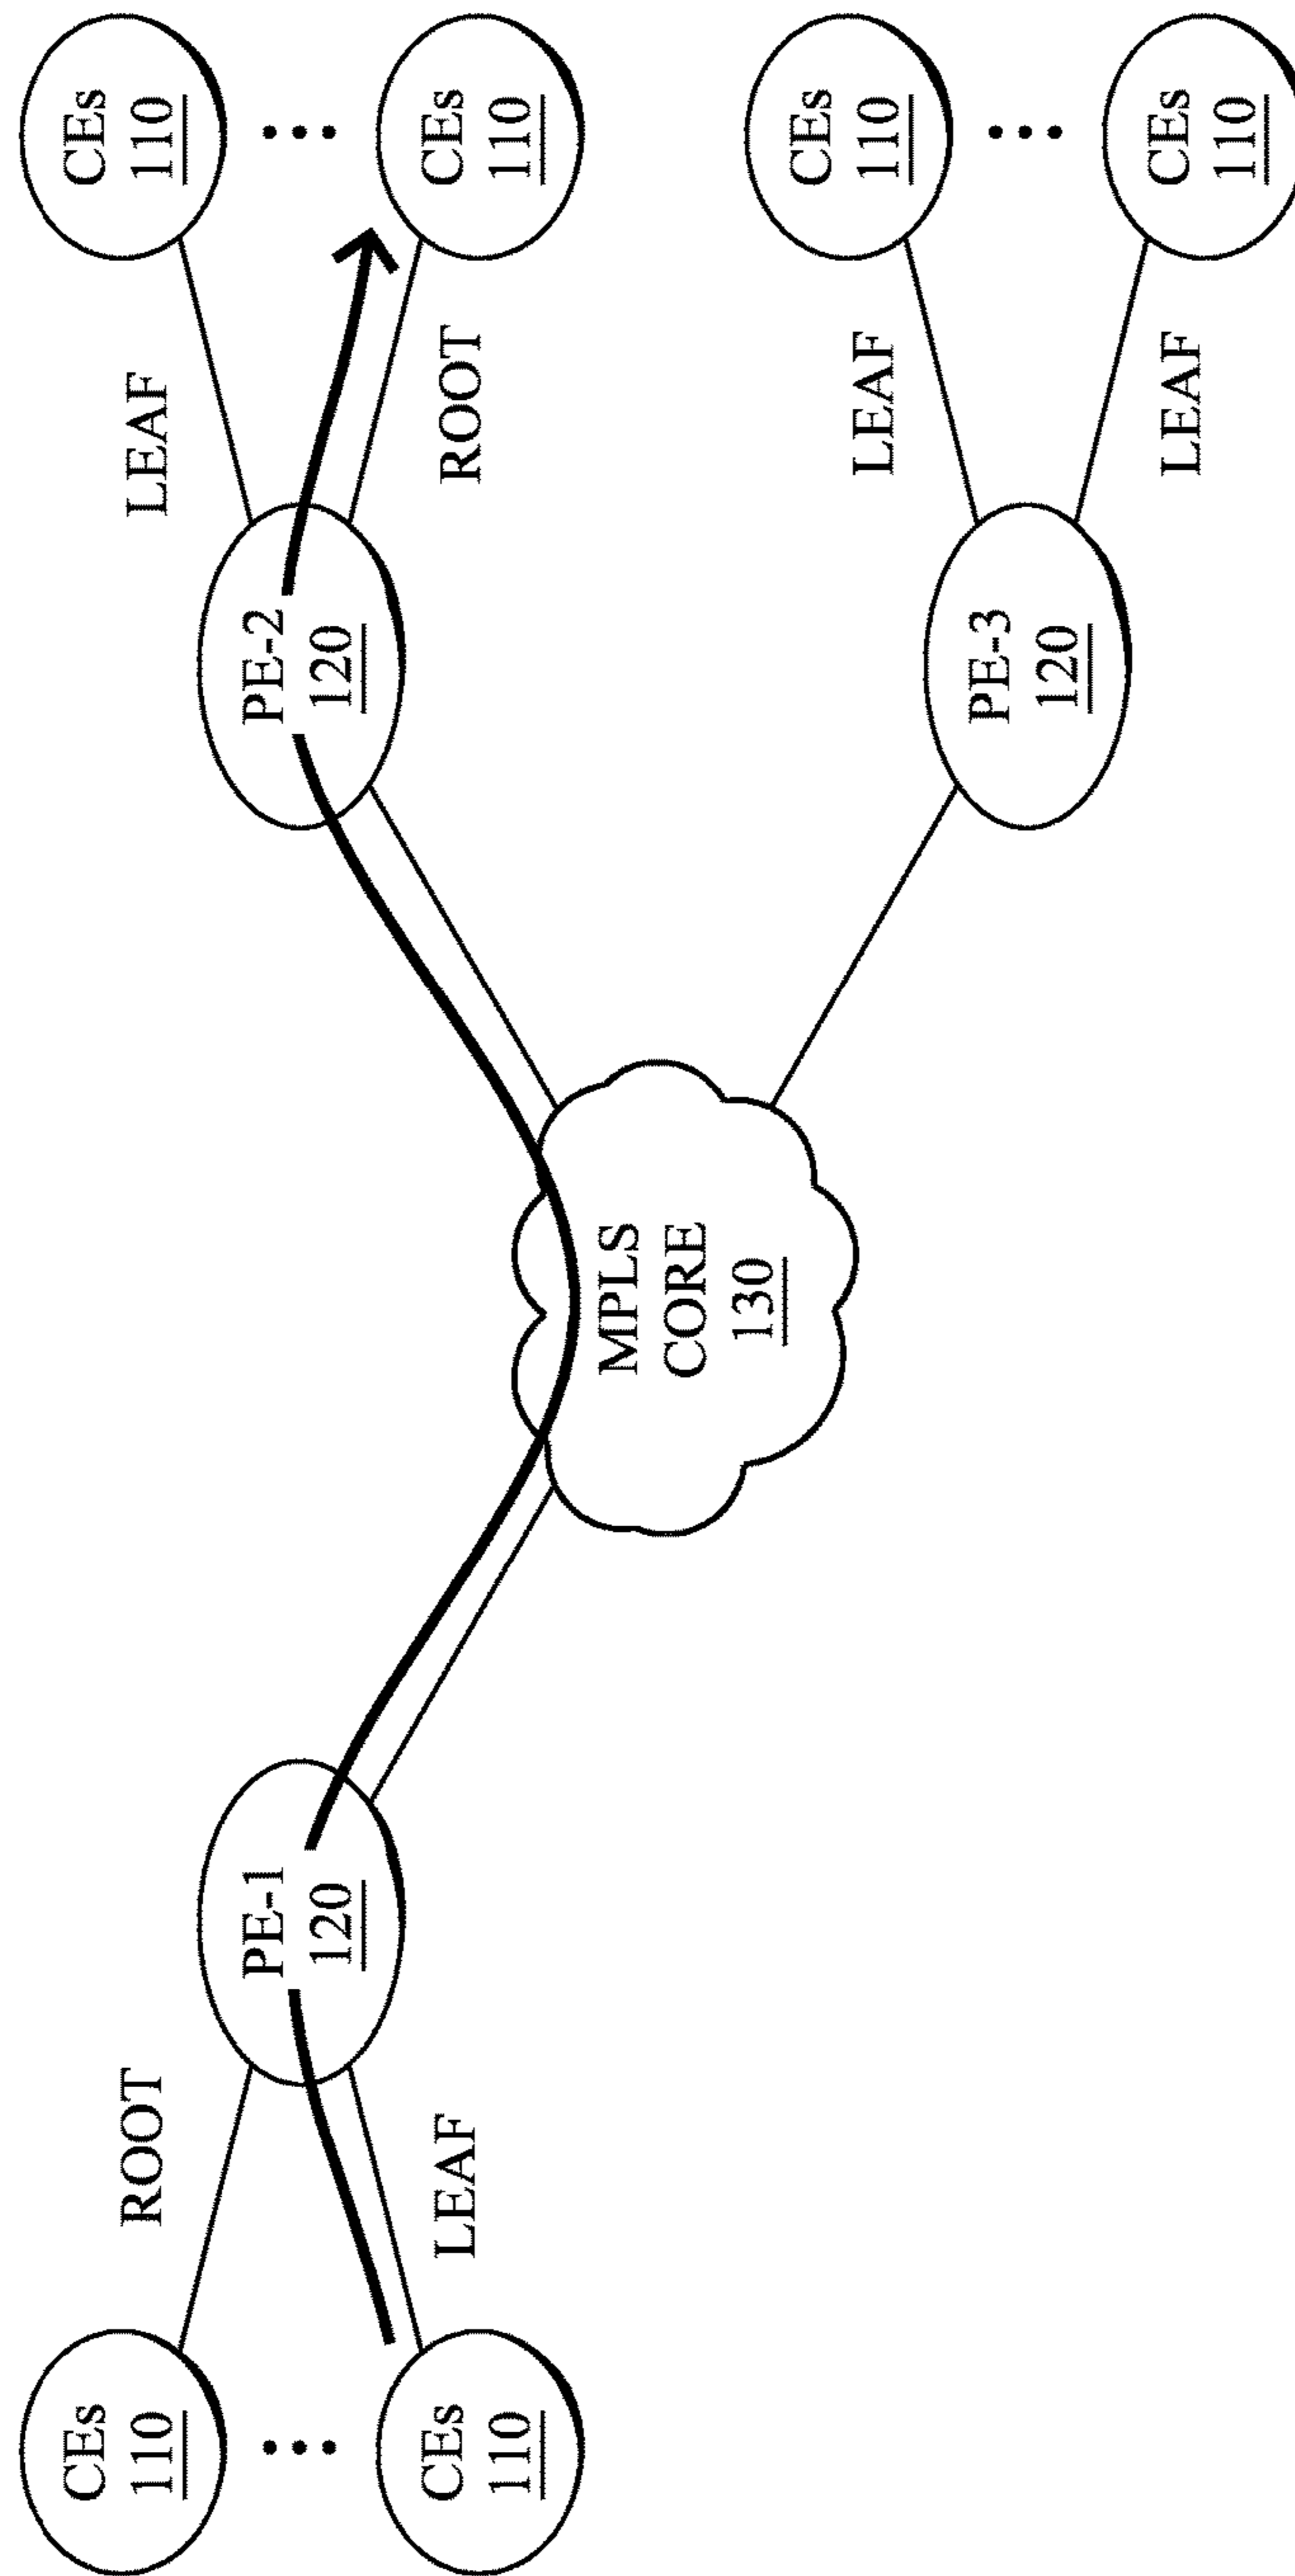 CEs
110
ROOT
CEs
110
LEAF
PE-1
120
MPLS
CORE
130
PE-2
120
LEAF
CEs
110
ROOT
CEs
110
PE-3
120
LEAF
CEs
110
LEAF
CEs
110